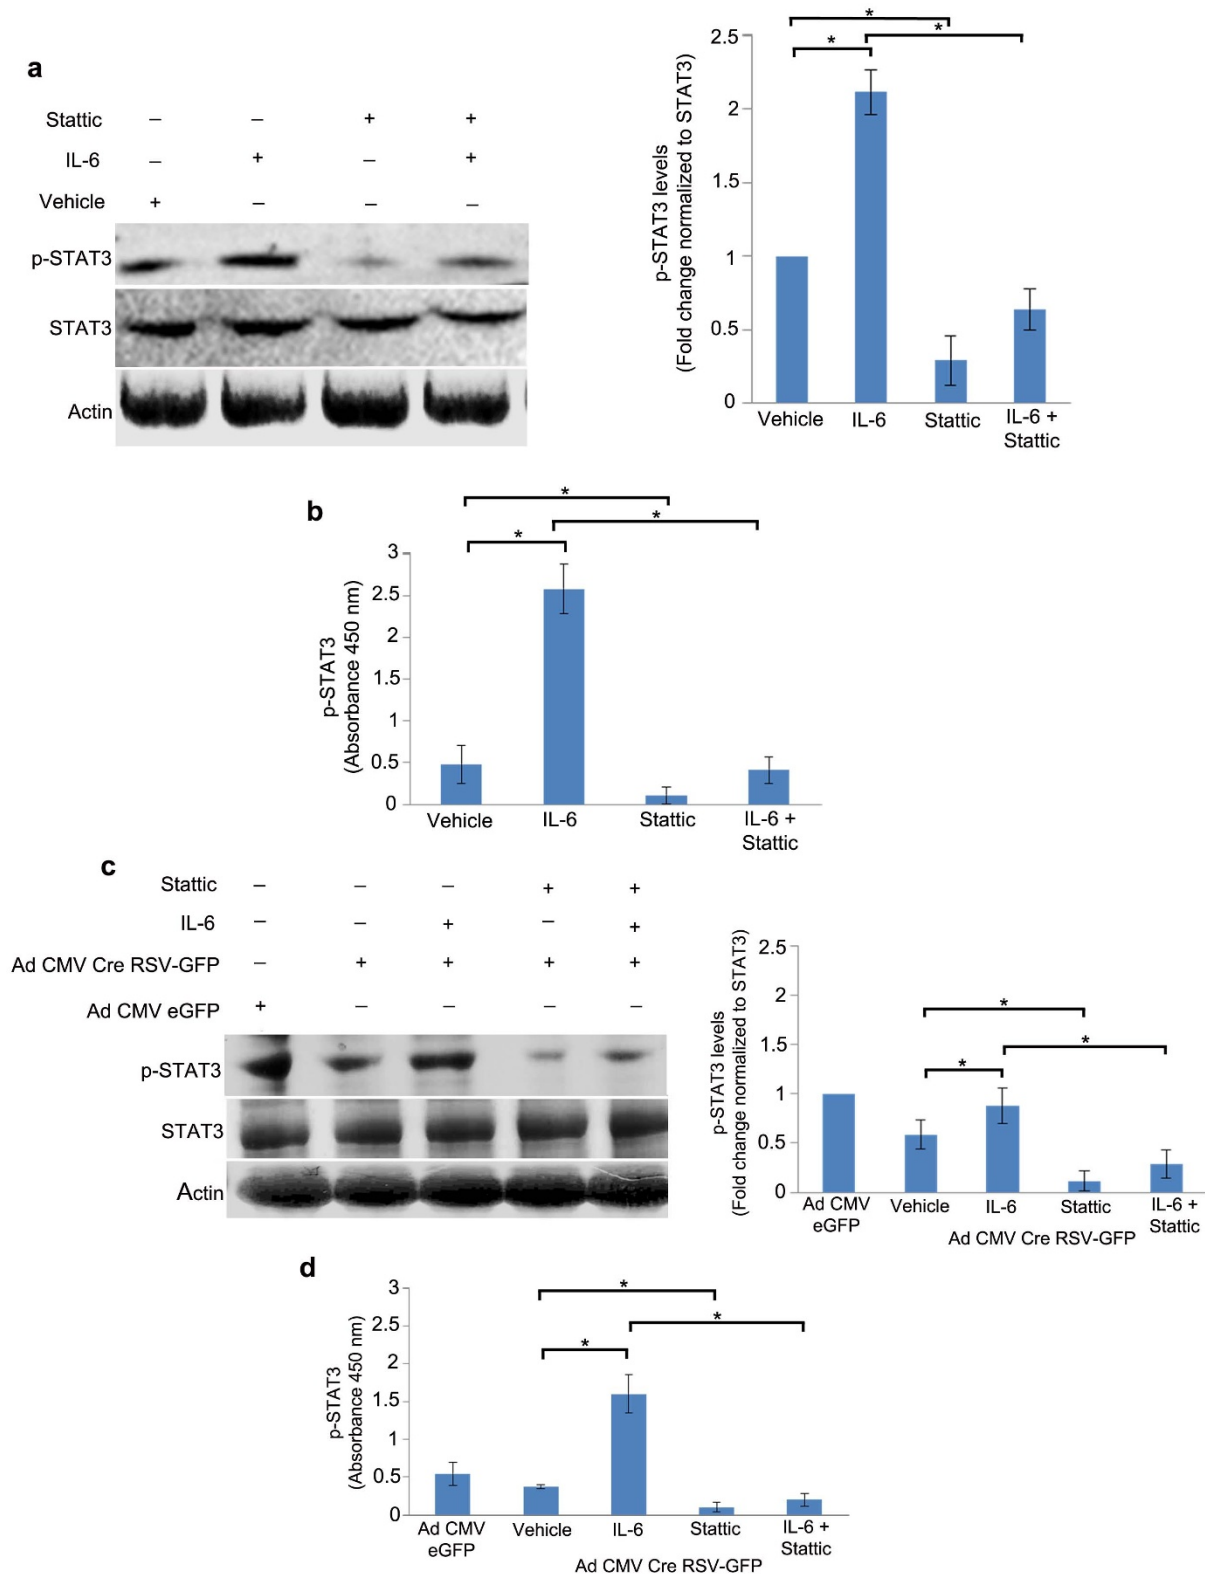 a
Stattic – – + +
IL-6 – + – +
Vehicle + – – –
p-STAT3
STAT3
Actin
p-STAT3 levels
(Fold change normalized to STAT3)
* * *
2.5
2
1.5
1
0.5
0
Vehicle IL-6 Stattic IL-6 +
Stattic
b
p-STAT3
(Absorbance 450 nm)
* * *
3
2.5
2
1.5
1
0.5
0
Vehicle IL-6 Stattic IL-6 +
Stattic
c
Stattic – – – + +
IL-6 – – + – +
Ad CMV Cre RSV-GFP – + + + +
Ad CMV eGFP + – – – –
p-STAT3
STAT3
Actin
p-STAT3 levels
(Fold change normalized to STAT3)
* * *
2.5
2
1.5
1
0.5
0
Ad CMV
eGFP
Vehicle IL-6 Stattic IL-6 +
Stattic
Ad CMV Cre RSV-GFP
d
p-STAT3
(Absorbance 450 nm)
* * *
3
2.5
2
1.5
1
0.5
0
Ad CMV
eGFP
Vehicle IL-6 Stattic IL-6 +
Stattic
Ad CMV Cre RSV-GFP